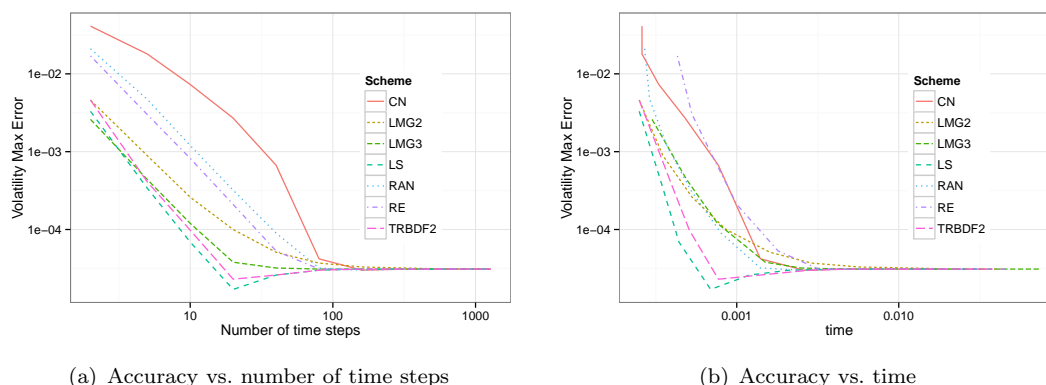 1e−02
1e−03
1e−04
Volatility Max Error
Scheme
CN
LMG2
LMG3
LS
RAN
RE
TRBDF2
10
100
1000
Number of time steps
(a) Accuracy vs. number of time steps
1e−02
1e−03
1e−04
Volatility Max Error
Scheme
CN
LMG2
LMG3
LS
RAN
RE
TRBDF2
0.001
0.010
time
(b) Accuracy vs. time